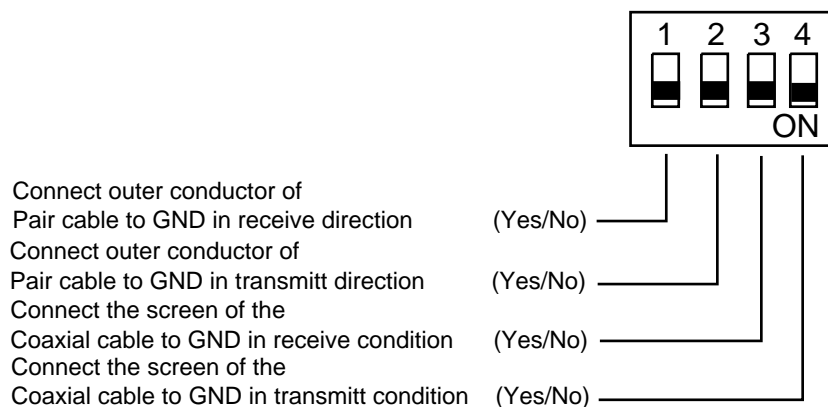 1 2 3 4
ON
Connect outer conductor of
Pair cable to GND in receive direction (Yes/No)
Connect outer conductor of
Pair cable to GND in transmitt direction (Yes/No)
Connect the screen of the
Coaxial cable to GND in receive condition (Yes/No)
Connect the screen of the
Coaxial cable to GND in transmitt condition (Yes/No)